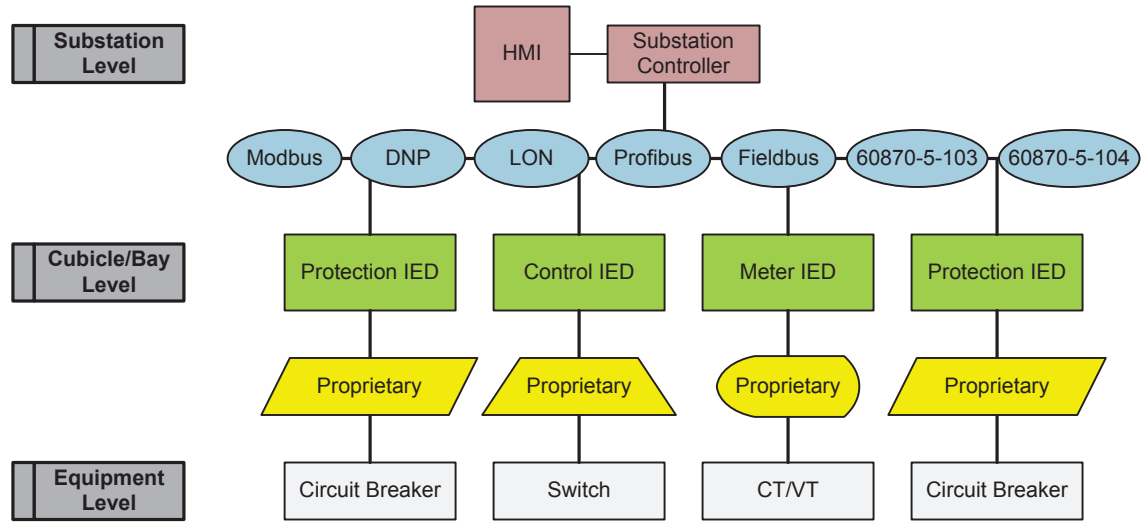 Substation
Level
HMI
Substation
Controller
Modbus
DNP
LON
Profibus
Fieldbus
60870-5-103
60870-5-104
Cubicle/Bay
Level
Protection IED
Control IED
Meter IED
Protection IED
Proprietary
Proprietary
Proprietary
Proprietary
Equipment
Level
Circuit Breaker
Switch
CT/VT
Circuit Breaker